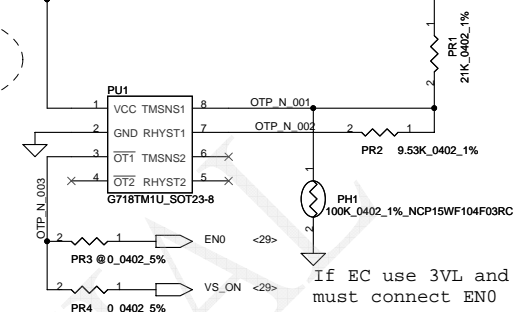 PR1
21K_0402_1%
1
2
PU1
1 VCC TMSNS1 8 OTP_N_001
2 GND RHYST1 7 OTP_N_002
3 OT1 TMSNS2 6
4 OT2 RHYST2 5
G718TM1U_SOT23-8
2 1
PR2 9.53K_0402_1%
OTP_N_003
1
PH1
100K_0402_1%_NCP15WF104F03RC
2
2 1 EN0 <29>
PR3 @0_0402_5%
2 1 VS_ON <29>
PR4 0_0402_5%
If EC use 3VL and
must connect EN0